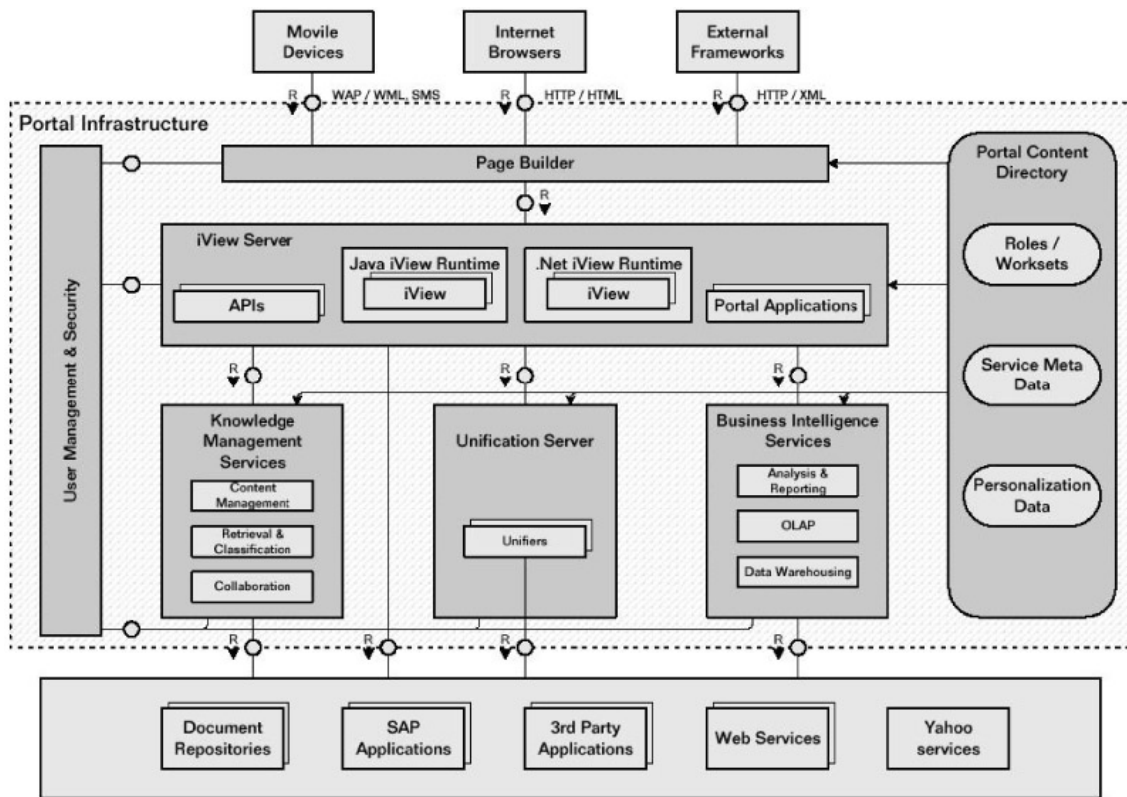 Movile
Devices
Internet
Browsers
External
Frameworks
R
WAP / WML, SMS
R
HTTP / HTML
R
HTTP / XML
Portal Infrastructure
Page Builder
Portal Content
Directory
R
iView Server
Java iView Runtime
.Net iView Runtime
iView
iView
APIs
Portal Applications
Roles /
Worksets
User Management & Security
R
R
R
Service Meta
Data
Knowledge
Management
Services
Unification Server
Business Intelligence
Services
Content
Management
Analysis &
Reporting
Personalization
Data
Retrieval &
Classification
Unifiers
OLAP
Collaboration
Data Warehousing
R
R
R
R
Document
Repositories
SAP
Applications
3rd Party
Applications
Web Services
Yahoo
services